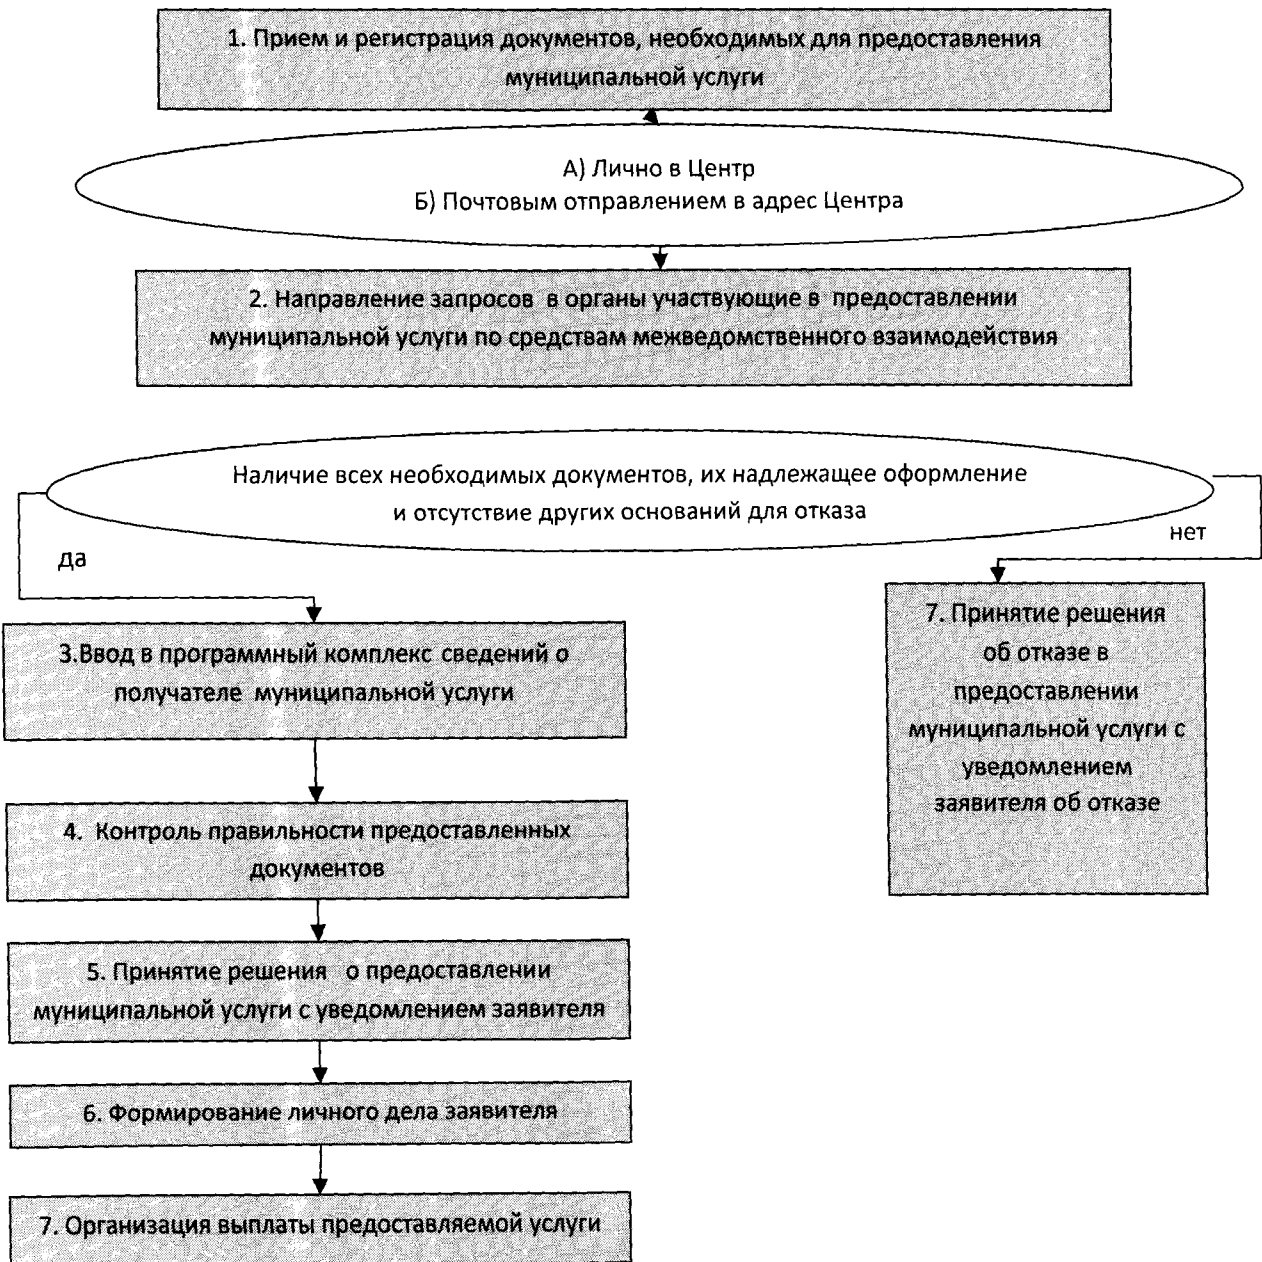 1. Прием и регистрация документов, необходимых для предоставления
муниципальной услуги
А) Лично в Центр
Б) Почтовым отправлением в адрес Центра
2. Направление запросов в органы участвующие в предоставлении
муниципальной услуги по средствам межведомственного взаимодействия
Наличие всех необходимых документов, их надлежащее оформление
и отсутствие других оснований для отказа
да
нет
3.Ввод в программный комплекс сведений о
получателе муниципальной услуги
4. Контроль правильности предоставленных
документов
5. Принятие решения о предоставлении
муниципальной услуги с уведомлением заявителя
6. Формирование личного дела заявителя
7. Организация выплаты предоставляемой услуги
7. Принятие решения
об отказе в
предоставлении
муниципальной услуги с
уведомлением
заявителя об отказе